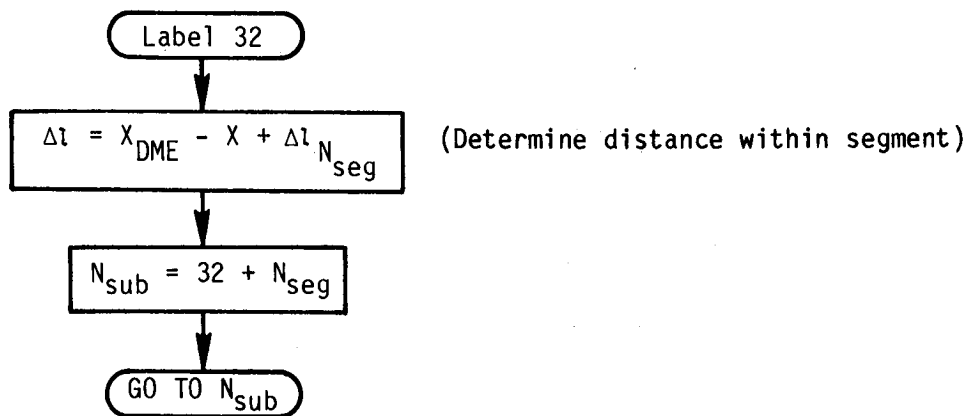 Label 32
Δl = X_DME - X + Δl_N_seg
(Determine distance within segment)
N_sub = 32 + N_seg
GO TO N_sub